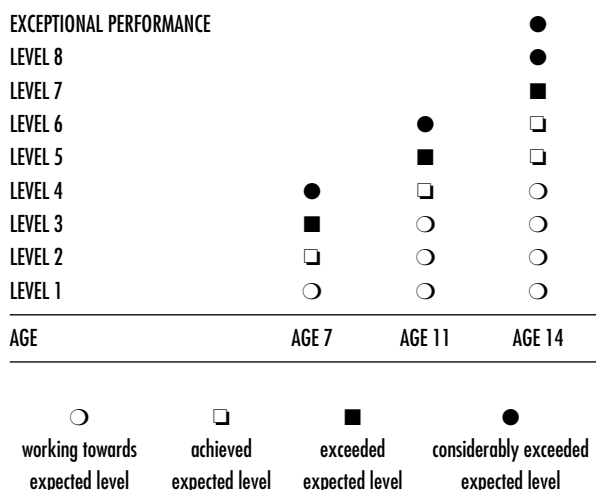 EXCEPTIONAL PERFORMANCE
LEVEL 8
LEVEL 7
LEVEL 6
LEVEL 5
LEVEL 4
LEVEL 3
LEVEL 2
LEVEL 1
AGE AGE 7 AGE 11 AGE 14
working towards achieved exceeded considerably exceeded
expected level expected level expected level expected level